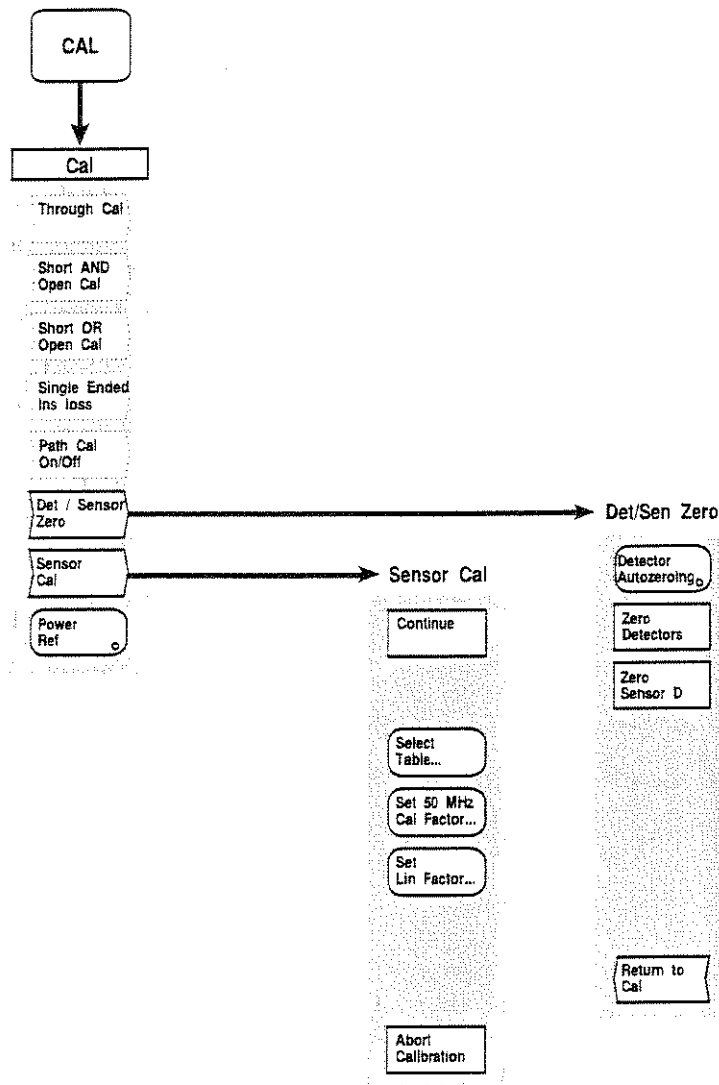 CAL
Cal
Through Cal
Short AND
Open Cal
Short OR
Open Cal
Single Ended
Ins loss
Path Cal
On/Off
Det / Sensor
Zero
Sensor
Cal
Power
Ref
Sensor Cal
Continue
Select
Table...
Set 50 MHz
Cal Factor...
Set
Lin Factor...
Abort
Calibration
Det/Sen Zero
Detector
Autozeroing
Zero
Detectors
Zero
Sensor D
Return to
Cal